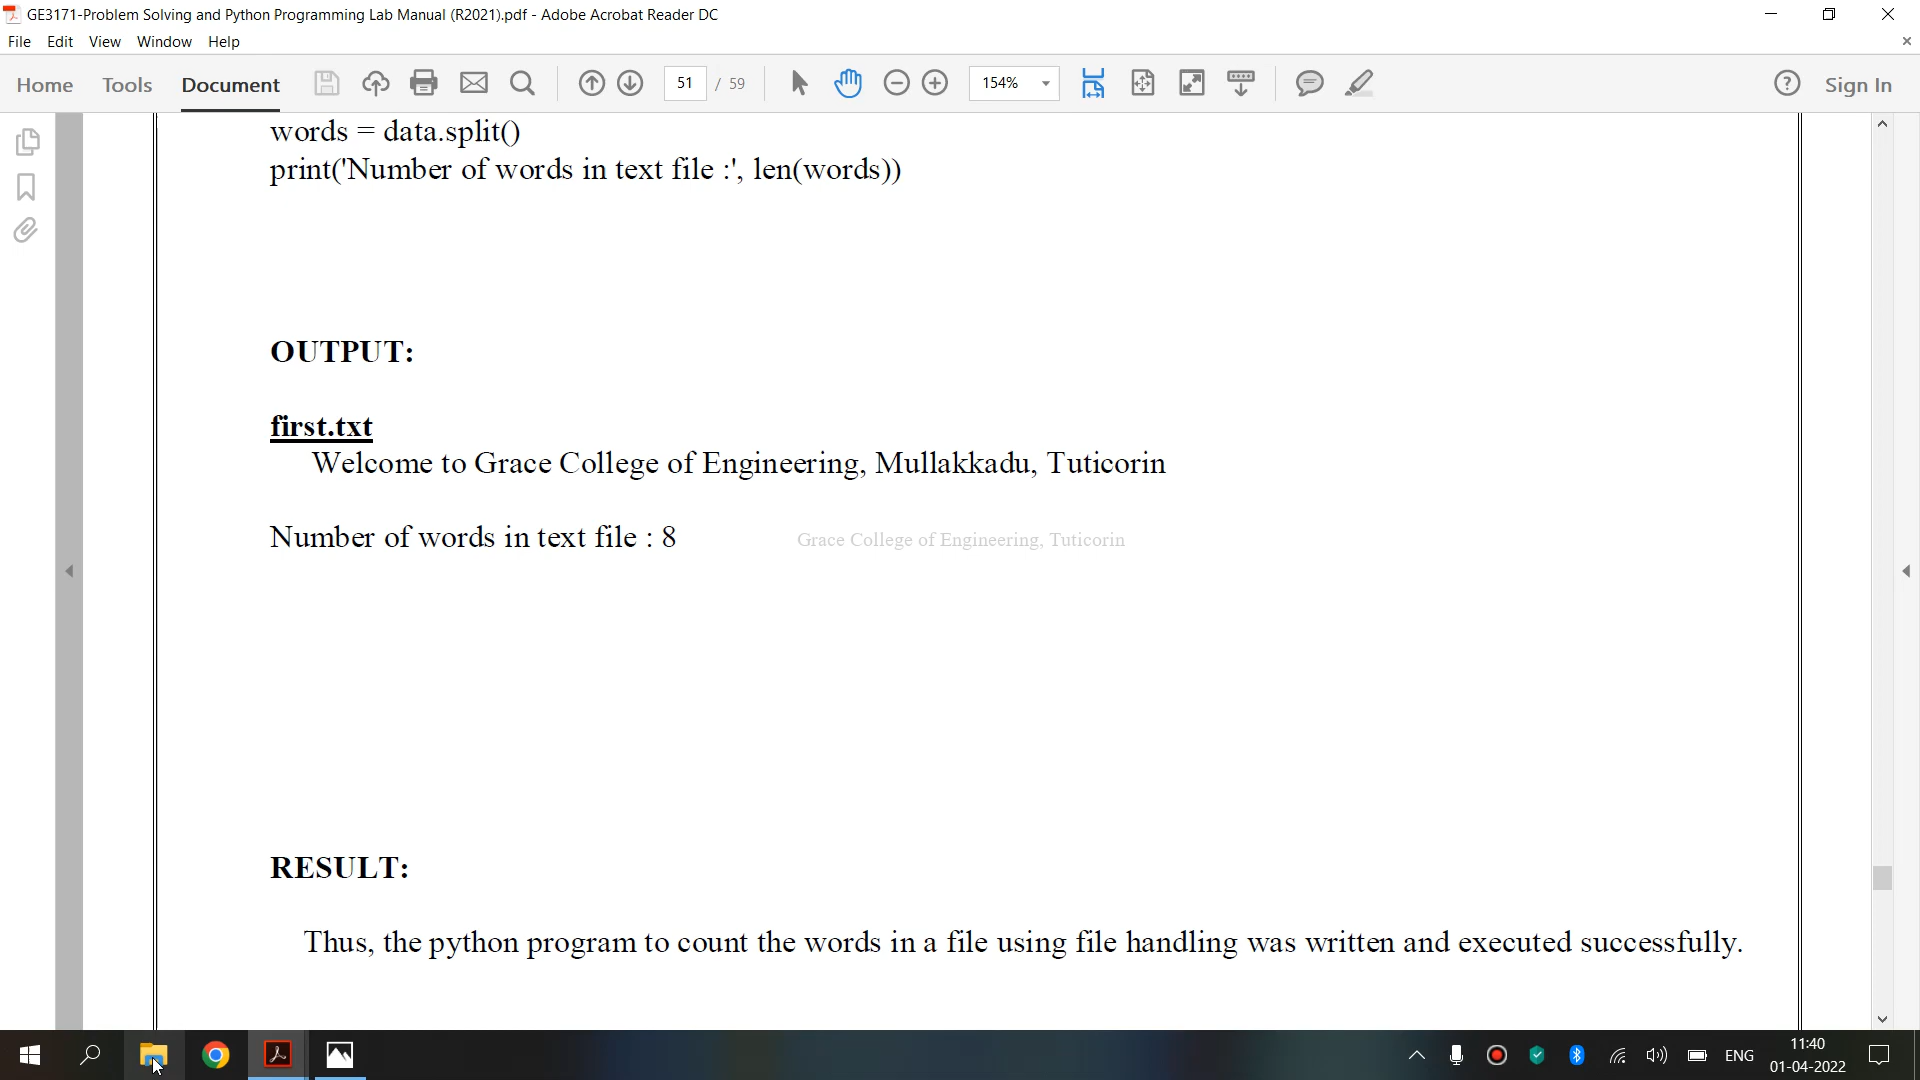 GE3171-Problem Solving and Python Programming Lab Manual (R2021).pdf - Adobe Acrobat Reader DC
File Edit View Window Help
Home Tools Document 51 / 59 154% Sign In
words = data.split()
print('Number of words in text file :', len(words))
OUTPUT:
first.txt
Welcome to Grace College of Engineering, Mullakkadu, Tuticorin
Number of words in text file : 8
Grace College of Engineering, Tuticorin
RESULT:
Thus, the python program to count the words in a file using file handling was written and executed successfully.
ENG
11:40
01-04-2022